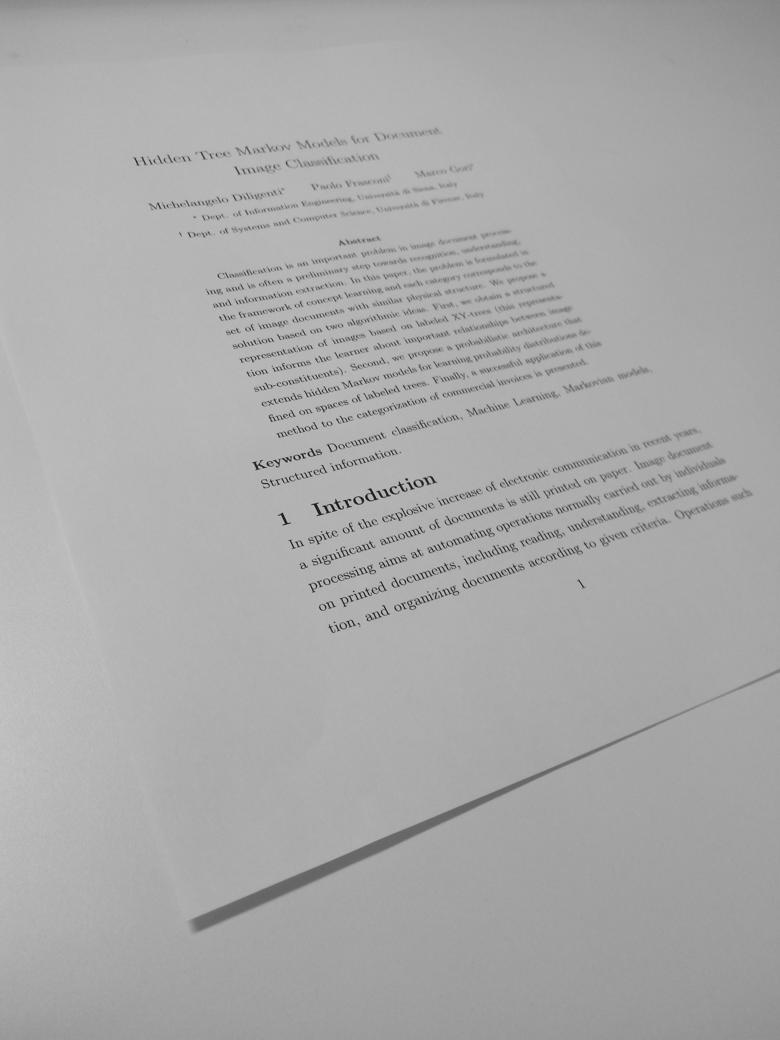 Hidden Tree Markov Models for Document
Image Classification
Michelangelo Diligenti* Paolo Frasconi† Marco Gori*
* Dept. of Information Engineering, Università di Siena, Italy
† Dept. of Systems and Computer Science, Università di Firenze, Italy
Abstract
Classification is an important problem in image document process-
ing and is often a preliminary step towards recognition, understanding,
and information extraction. In this paper, the problem is formulated in
the framework of concept learning and each category corresponds to the
set of image documents with similar physical structure. We propose a
solution based on two algorithmic ideas. First, we obtain a structured
representation of images based on labeled XY-trees (this representa-
tion informs the learner about important relationships between image
sub-constituents). Second, we propose a probabilistic architecture that
extends hidden Markov models for learning probability distributions de-
fined on spaces of labeled trees. Finally, a successful application of this
method to the categorization of commercial invoices is presented.
Keywords Document classification, Machine Learning, Markovian models,
Structured information.
1 Introduction
In spite of the explosive increase of electronic communication in recent years,
a significant amount of documents is still printed on paper. Image document
processing aims at automating operations normally carried out by individuals
on printed documents, including reading, understanding, extracting informa-
tion, and organizing documents according to given criteria. Operations such
1